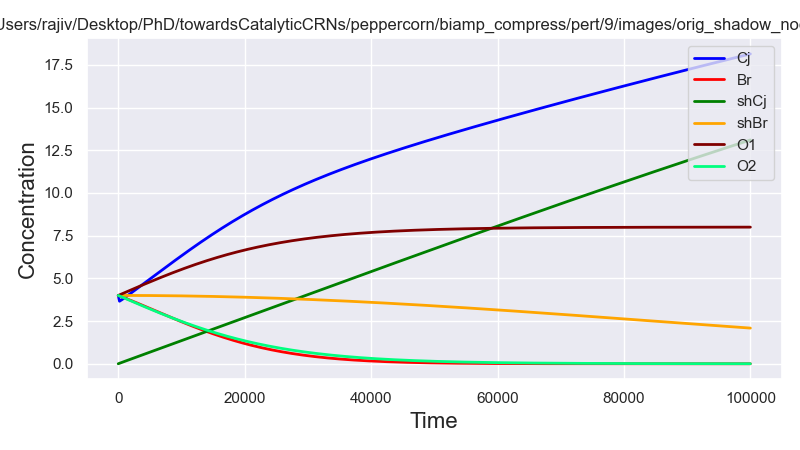 Users/rajiv/Desktop/PhD/towardsCatalyticCRNs/peppercorn/biamp_compress/pert/9/images/orig_shadow_no
Concentration
17.5
15.0
12.5
10.0
7.5
5.0
2.5
0.0
Cj
Br
shCj
shBr
O1
O2
0
20000
40000
60000
80000
100000
Time